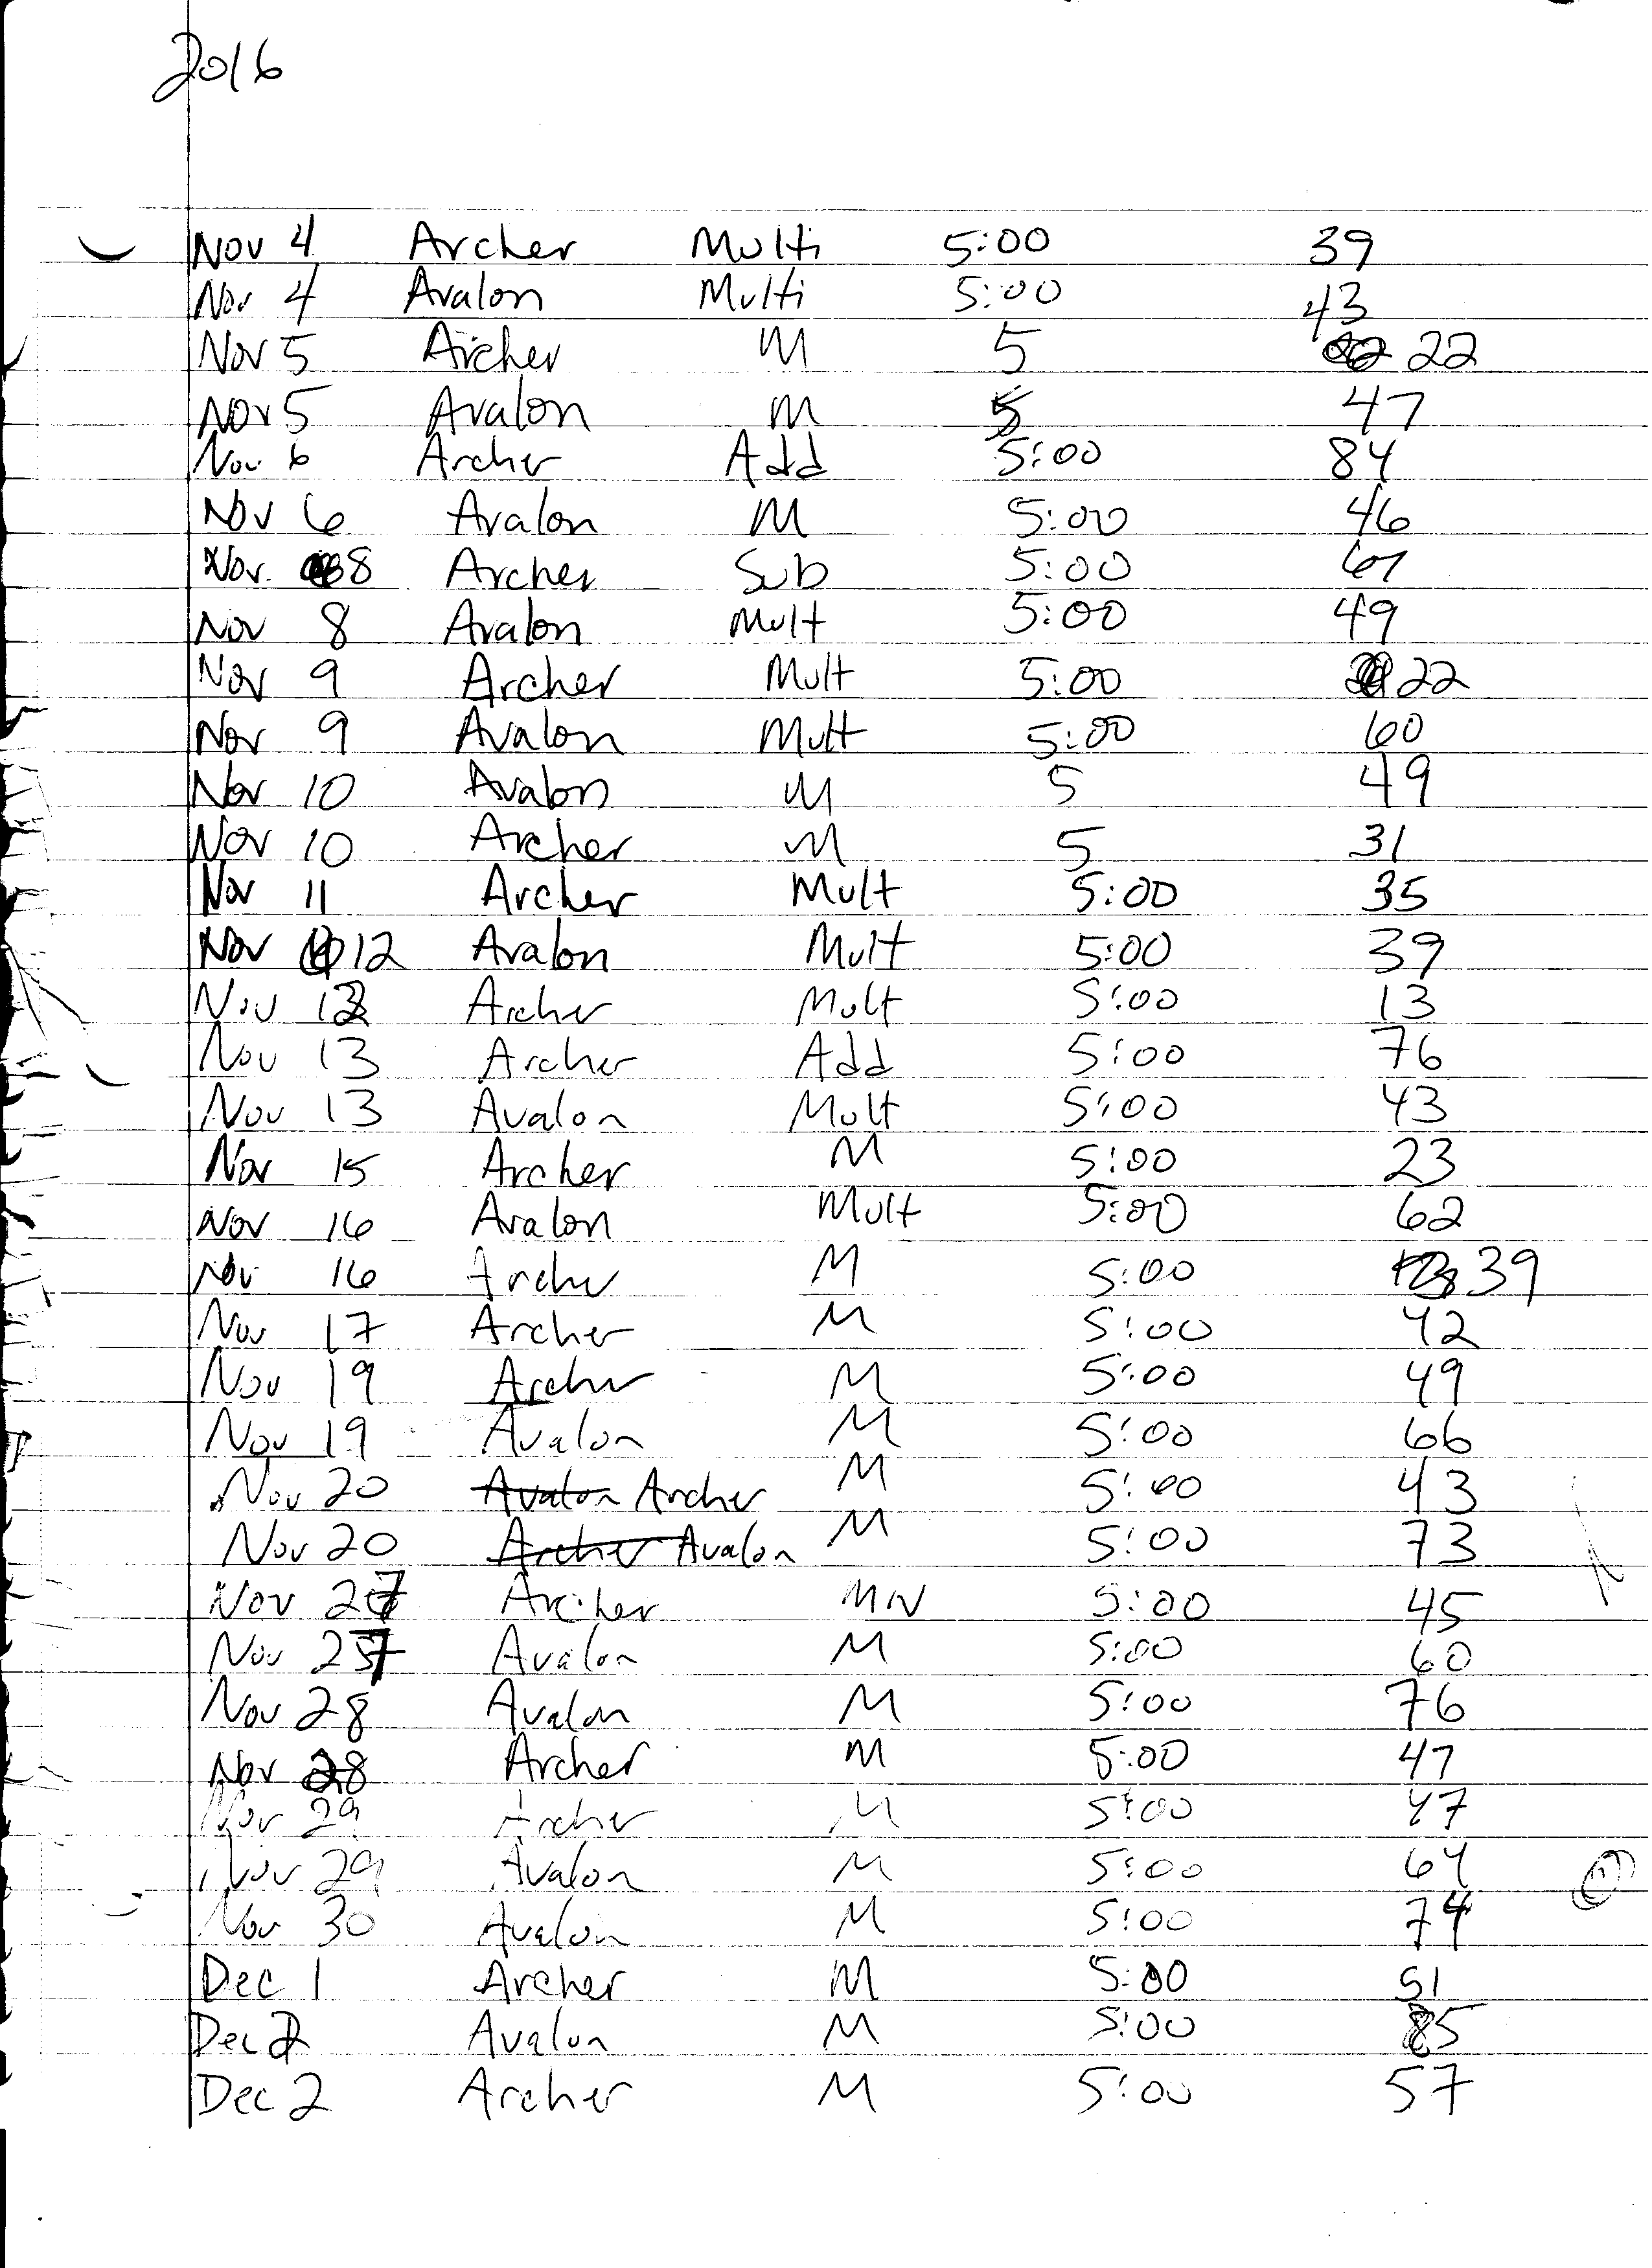 2016
Nov 4 Archer Multi 5:00 39
Nov 4 Avalon Multi 5:00 43
Nov 5 Archer M 5 22
Nov 5 Avalon M 5 47
Nov 6 Archer Add 5:00 84
Nov 6 Avalon M 5:00 46
Nov 8 Archer Sub 5:00
Nov 8 Avalon Mult 5:00 49
Nov 9 Archer Mult 5:00 22
Nov 9 Avalon Mult 5:00 60
Nov 10 Avalon M 5 49
Nov 10 Archer M 5 31
Nov 11 Archer Mult 5:00 35
Nov 12 Avalon Mult 5:00 39
Nov 12 Archer Mult 5:00 13
Nov 13 Archer Add 5:00 76
Nov 13 Avalon Mult 5:00 43
Nov 15 Archer M 5:00 23
Nov 16 Avalon Mult 5:00 62
Nov 16 Archer M 5:00 39
Nov 17 Archer M 5:00 42
Nov 19 Archer M 5:00 49
Nov 19 Avalon M 5:00 66
Nov 20 Avalon Archer M 5:00 43
Nov 20 Archer Avalon M 5:00 73
Nov 27 Archer 5:00 45
Nov 27 Avalon M 5:00 60
Nov 28 Avalon M 5:00 76
Nov 28 Archer M 5:00 47
Nov 29 Archer M 5:00 47
Nov 29 Avalon M 5:00 64
Nov 30 Avalon M 5:00 74
Dec 1 Archer M 5:00 51
Dec 2 Avalon M 5:00 85
Dec 2 Archer M 5:00 57